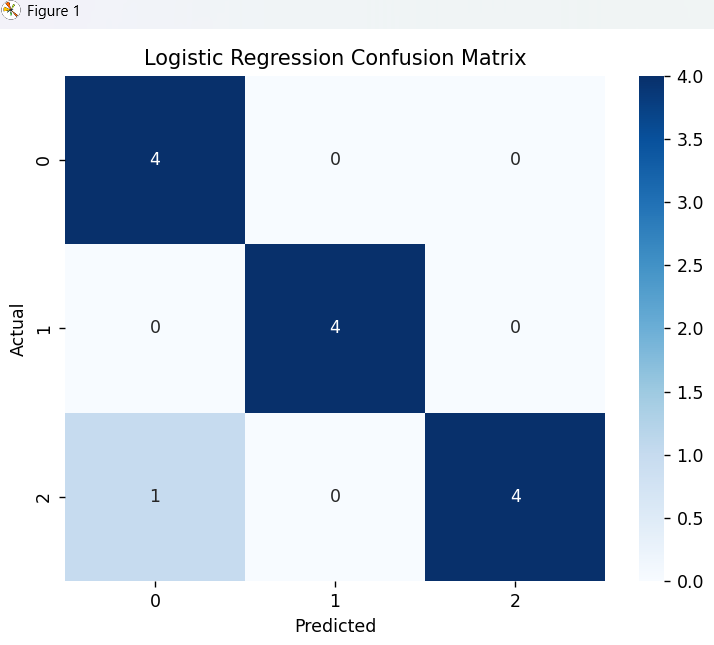 Figure 1
Logistic Regression Confusion Matrix
4.0
3.5
3.0
2.5
2.0
1.5
1.0
0.5
0.0
Actual
0
4 0 0
1
0 4 0
2
1 0 4
0 1 2
Predicted